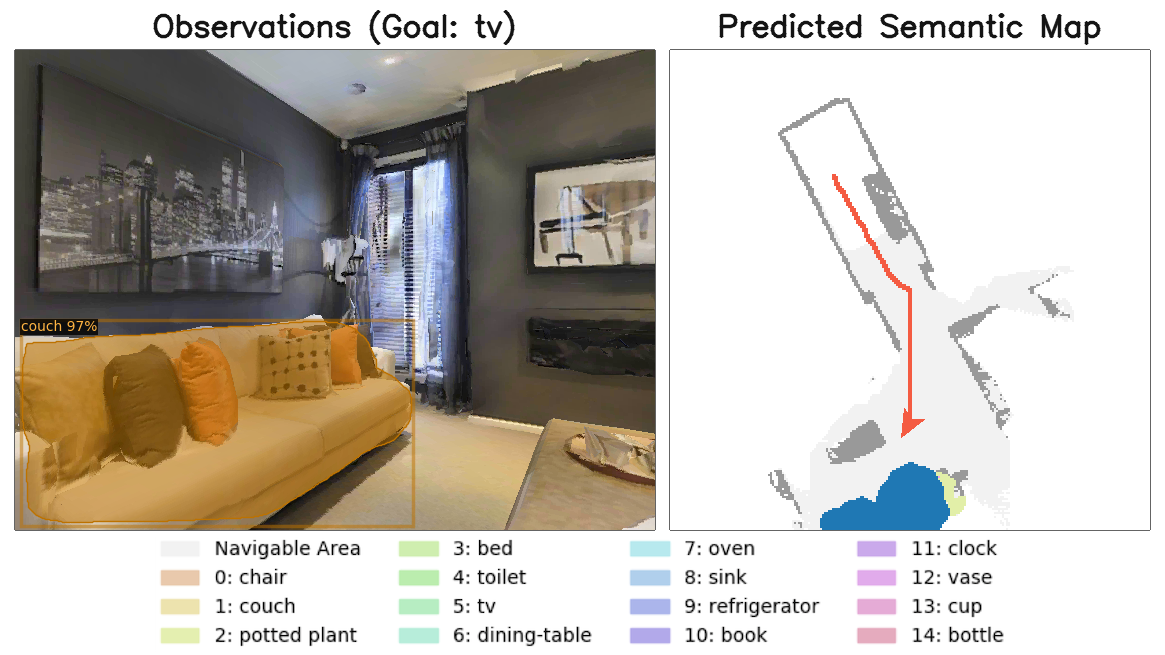 Observations (Goal: tv)
Predicted Semantic Map
couch 97%
Navigable Area
0: chair
1: couch
2: potted plant
3: bed
4: toilet
5: tv
6: dining-table
7: oven
8: sink
9: refrigerator
10: book
11: clock
12: vase
13: cup
14: bottle